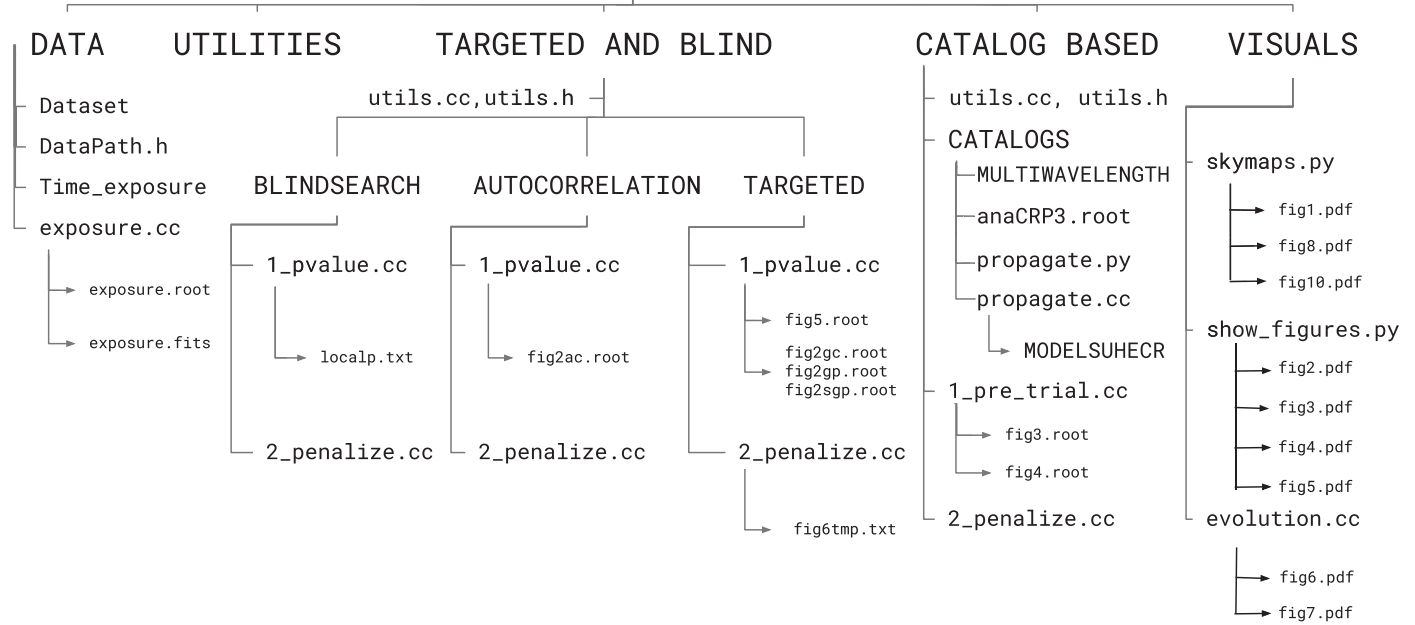 DATA
UTILITIES
TARGETED AND BLIND
CATALOG BASED
VISUALS
Dataset
DataPath.h
Time_exposure
exposure.cc
exposure.root
exposure.fits
utils.cc,utils.h
BLINDSEARCH
1_pvalue.cc
localp.txt
2_penalize.cc
AUTOCORRELATION
1_pvalue.cc
fig2ac.root
2_penalize.cc
TARGETED
1_pvalue.cc
fig5.root
fig2gc.root
fig2gp.root
fig2sgp.root
2_penalize.cc
fig6tmp.txt
utils.cc, utils.h
CATALOGS
MULTIWAVELENGTH
anaCRP3.root
propagate.py
propagate.cc
MODELSUHECR
1_pre_trial.cc
fig3.root
fig4.root
2_penalize.cc
skymaps.py
fig1.pdf
fig8.pdf
fig10.pdf
show_figures.py
fig2.pdf
fig3.pdf
fig4.pdf
fig5.pdf
evolution.cc
fig6.pdf
fig7.pdf